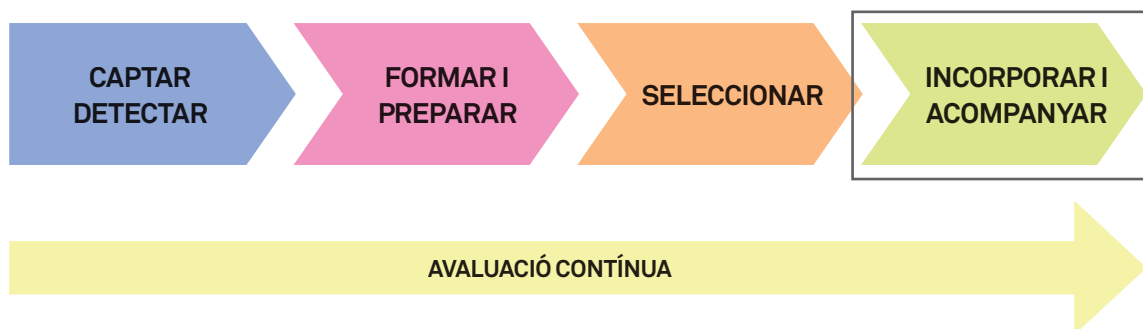 CAPTAR
DETECTAR
FORMAR I
PREPARAR
SELECCIONAR
INCORPORAR I
ACOMPANYAR
AVALUACIÓ CONTÍNUA